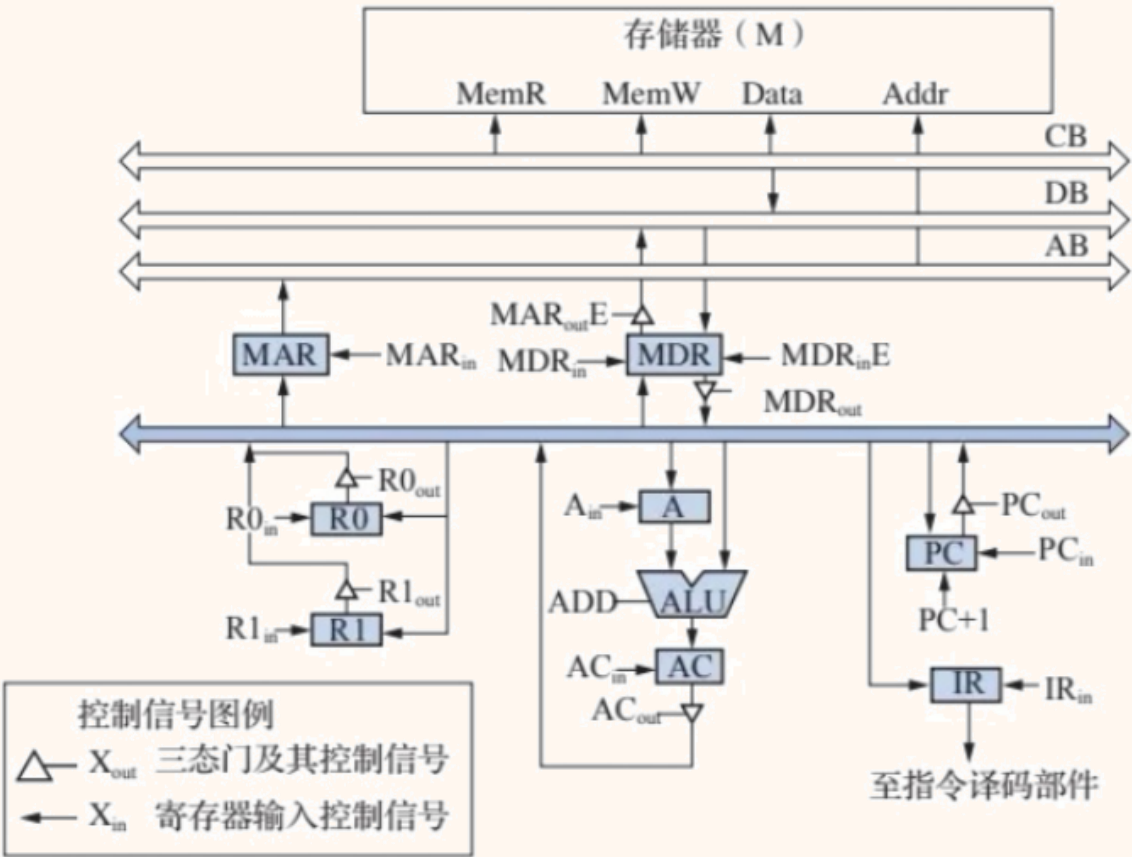 存储器（M）
MemR MemW Data Addr
CB
DB
AB
MARoutE
MAR MARin MDRin MDR MDRinE
MDRout
R0out
R0in R0
Ain A
PCout
PC PCin
R1out
R1in R1
ADD ALU
PC+1
ACin AC
IR IRin
ACout
控制信号图例
Xout 三态门及其控制信号
Xin 寄存器输入控制信号
至指令译码部件